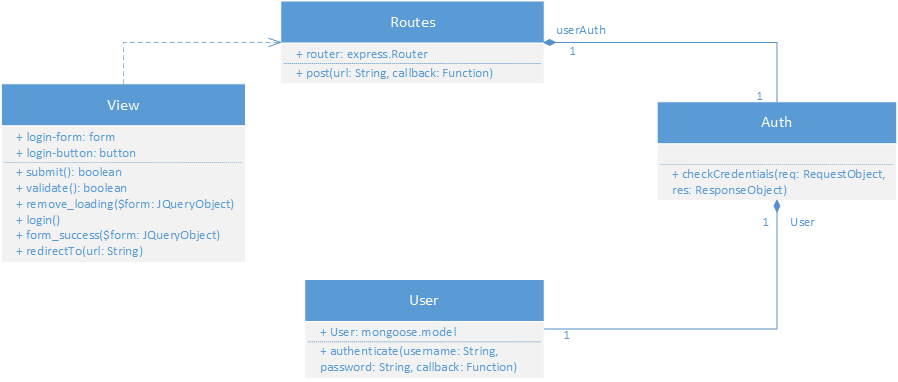 Routes
+ router: express.Router
+ post(url: String, callback: Function)
userAuth
1
1
View
+ login-form: form
+ login-button: button
+ submit(): boolean
+ validate(): boolean
+ remove_loading($form: JQueryObject)
+ login()
+ form_success($form: JQueryObject)
+ redirectTo(url: String)
Auth
+ checkCredentials(req: RequestObject,
res: ResponseObject)
1
User
User
+ User: mongoose.model
+ authenticate(username: String,
password: String, callback: Function)
1